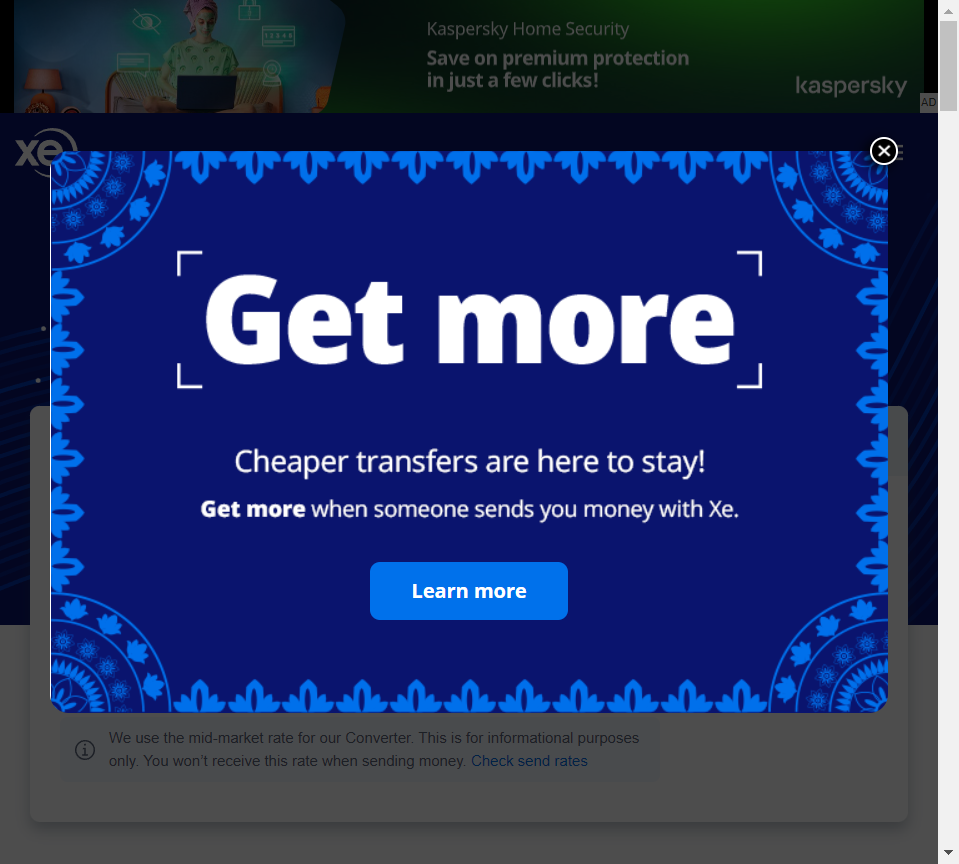 Kaspersky Home Security
Save on premium protection
in just a few clicks!
kaspersky
AD
xe
Get more
Cheaper transfers are here to stay!
Get more when someone sends you money with Xe.
Learn more
We use the mid-market rate for our Converter. This is for informational purposes
only. You won’t receive this rate when sending money. Check send rates